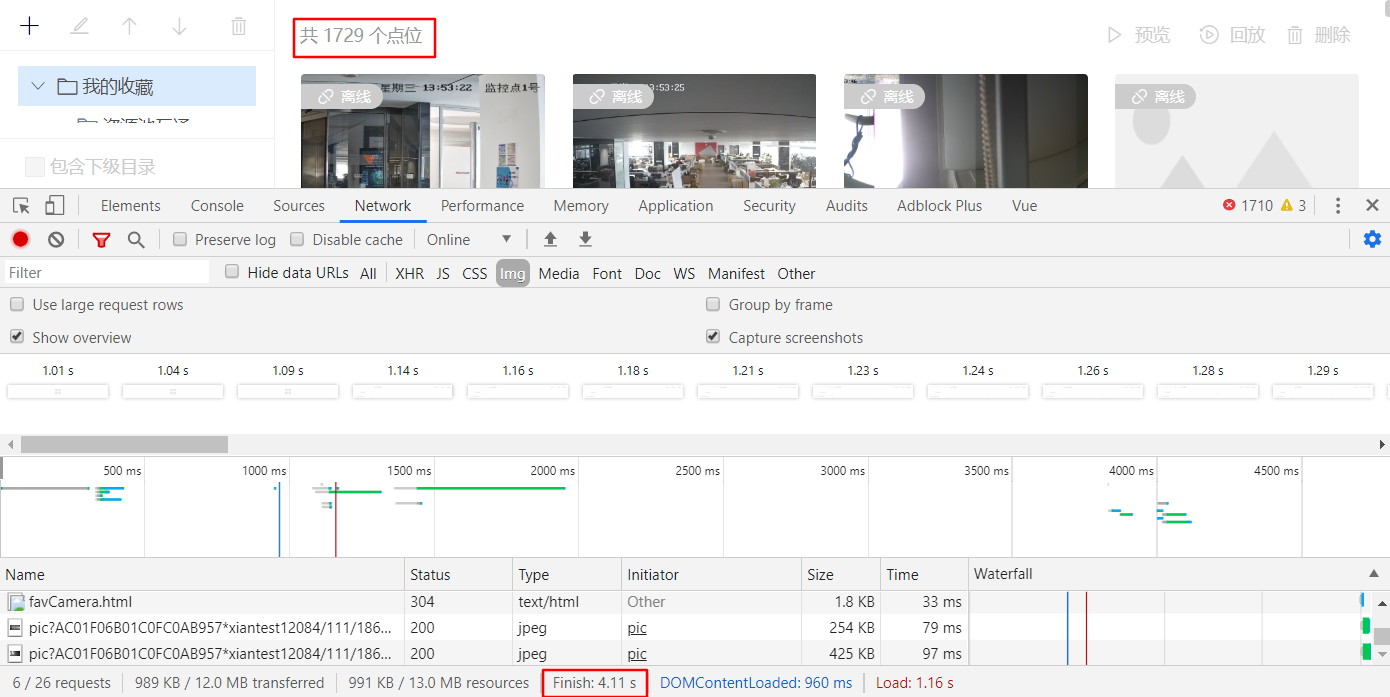 共 1729 个点位
预览 回放 删除
我的收藏
包含下级目录
离线 星期三 13:53:22 监控点1号
离线 13:53:25
离线
离线
Elements Console Sources Network Performance Memory Application Security Audits Adblock Plus Vue 1710 3
Preserve log Disable cache Online
Filter Hide data URLs All XHR JS CSS Img Media Font Doc WS Manifest Other
Use large request rows Group by frame
Show overview Capture screenshots
1.01 s 1.04 s 1.09 s 1.14 s 1.16 s 1.18 s 1.21 s 1.23 s 1.24 s 1.26 s 1.28 s 1.29 s
500 ms 1000 ms 1500 ms 2000 ms 2500 ms 3000 ms 3500 ms 4000 ms 4500 ms
Name Status Type Initiator Size Time Waterfall
favCamera.html 304 text/html Other 1.8 KB 33 ms
pic?AC01F06B01C0FC0AB957*xiantest12084/111/186... 200 jpeg pic 254 KB 79 ms
pic?AC01F06B01C0FC0AB957*xiantest12084/111/186... 200 jpeg pic 425 KB 97 ms
6 / 26 requests 989 KB / 12.0 MB transferred 991 KB / 13.0 MB resources Finish: 4.11 s DOMContentLoaded: 960 ms Load: 1.16 s